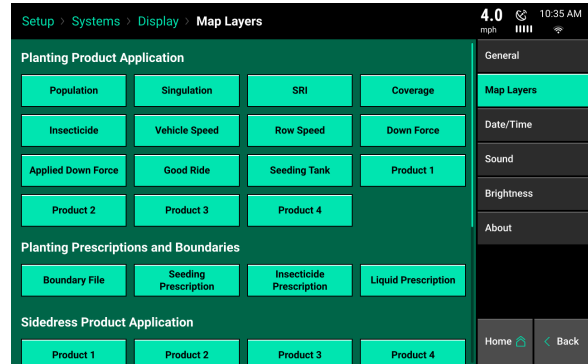 Setup > Systems > Display > Map Layers
4.0 mph
10:35 AM
Planting Product Application
Population
Singulation
SRI
Coverage
Insecticide
Vehicle Speed
Row Speed
Down Force
Applied Down Force
Good Ride
Seeding Tank
Product 1
Product 2
Product 3
Product 4
Planting Prescriptions and Boundaries
Boundary File
Seeding
Prescription
Insecticide
Prescription
Liquid Prescription
Sidedress Product Application
Product 1
Product 2
Product 3
Product 4
General
Map Layers
Date/Time
Sound
Brightness
About
Home
< Back